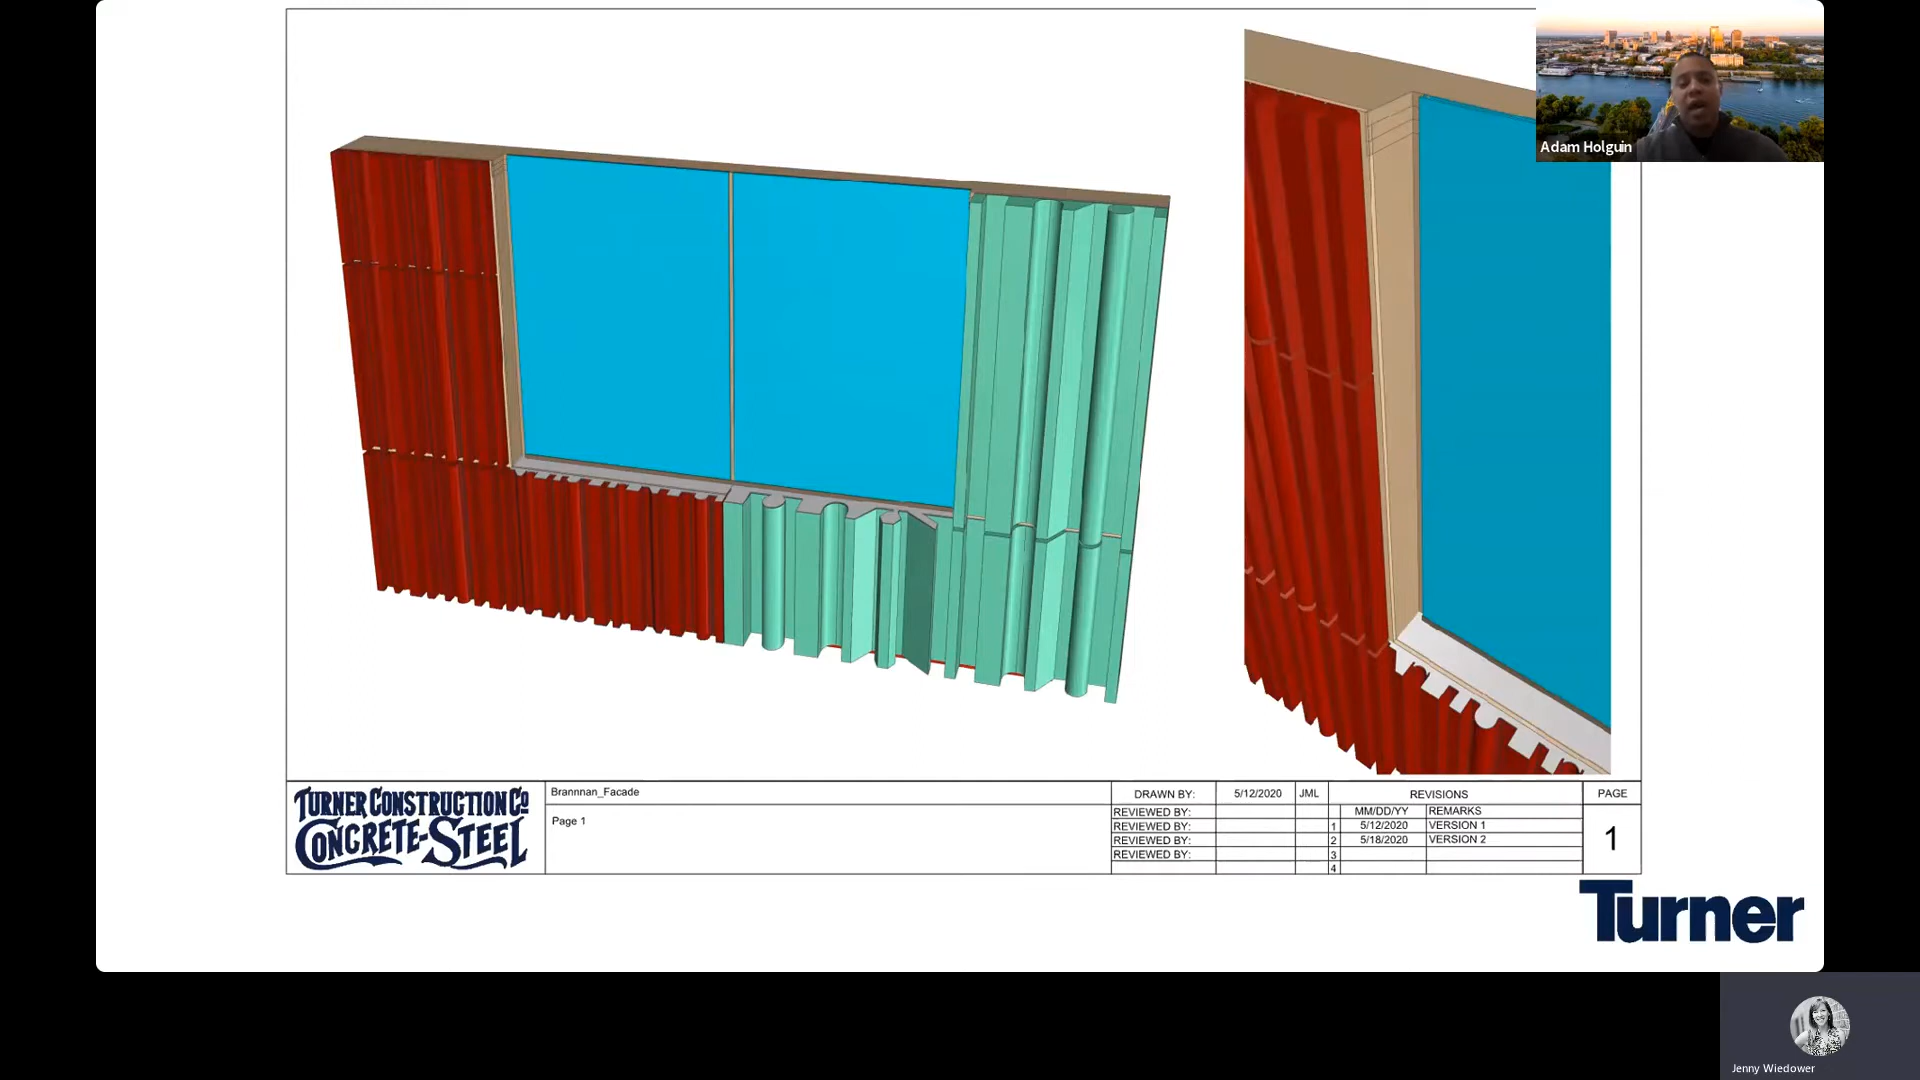 Adam Holguin
TURNER CONSTRUCTION CO
CONCRETE-STEEL
Brannnan_Facade
Page 1
DRAWN BY: 5/12/2020 JML
REVIEWED BY:
REVIEWED BY:
REVIEWED BY:
REVIEWED BY:
REVISIONS
MM/DD/YY REMARKS
1 5/12/2020 VERSION 1
2 5/18/2020 VERSION 2
3
4
PAGE
1
Turner
Jenny Wiedower